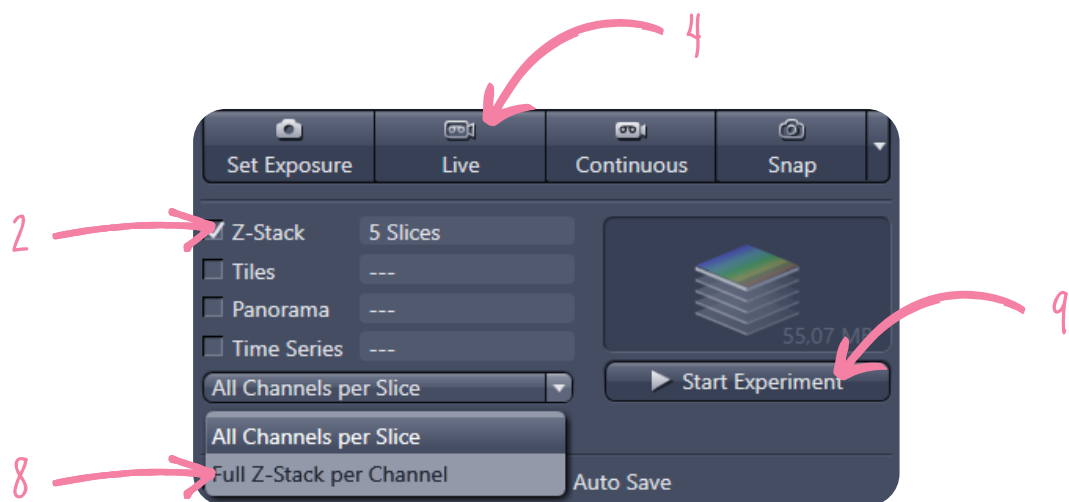 4
Set Exposure Live Continuous Snap
2
Z-Stack 5 Slices
Tiles ---
Panorama ---
55,07 MB
Time Series ---
9
All Channels per Slice
Start Experiment
All Channels per Slice
8
Full Z-Stack per Channel
Auto Save